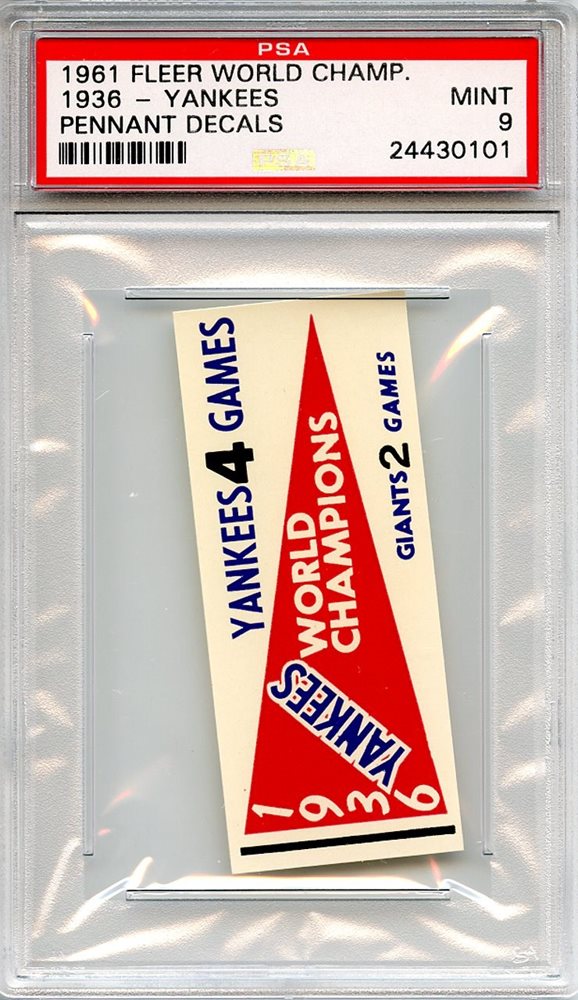 PSA
1961 FLEER WORLD CHAMP.
1936 – YANKEES MINT
PENNANT DECALS 9
24430101
PSA
YANKEES 4 GAMES
WORLD
CHAMPIONS
YANKEES
1936
GIANTS 2 GAMES